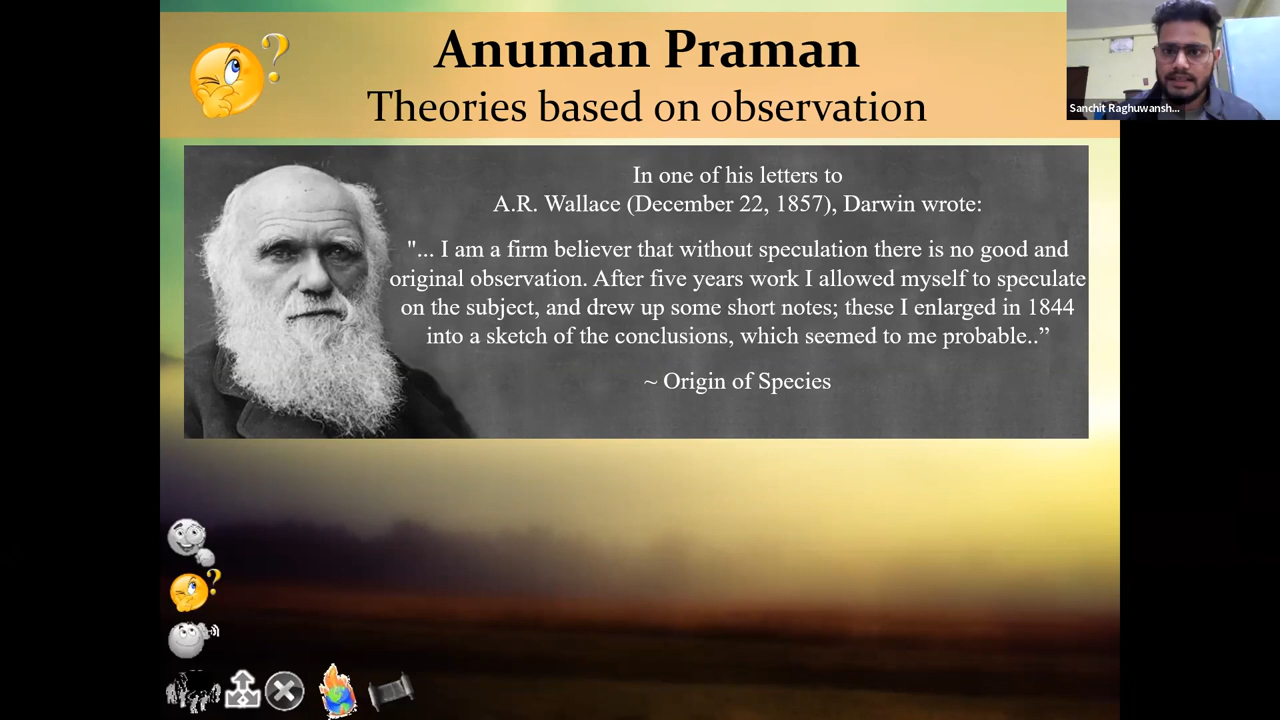 Anuman Praman
Theories based on observation
Sanchit Raghuwansh...
In one of his letters to
A.R. Wallace (December 22, 1857), Darwin wrote:
"... I am a firm believer that without speculation there is no good and
original observation. After five years work I allowed myself to speculate
on the subject, and drew up some short notes; these I enlarged in 1844
into a sketch of the conclusions, which seemed to me probable..”
~ Origin of Species